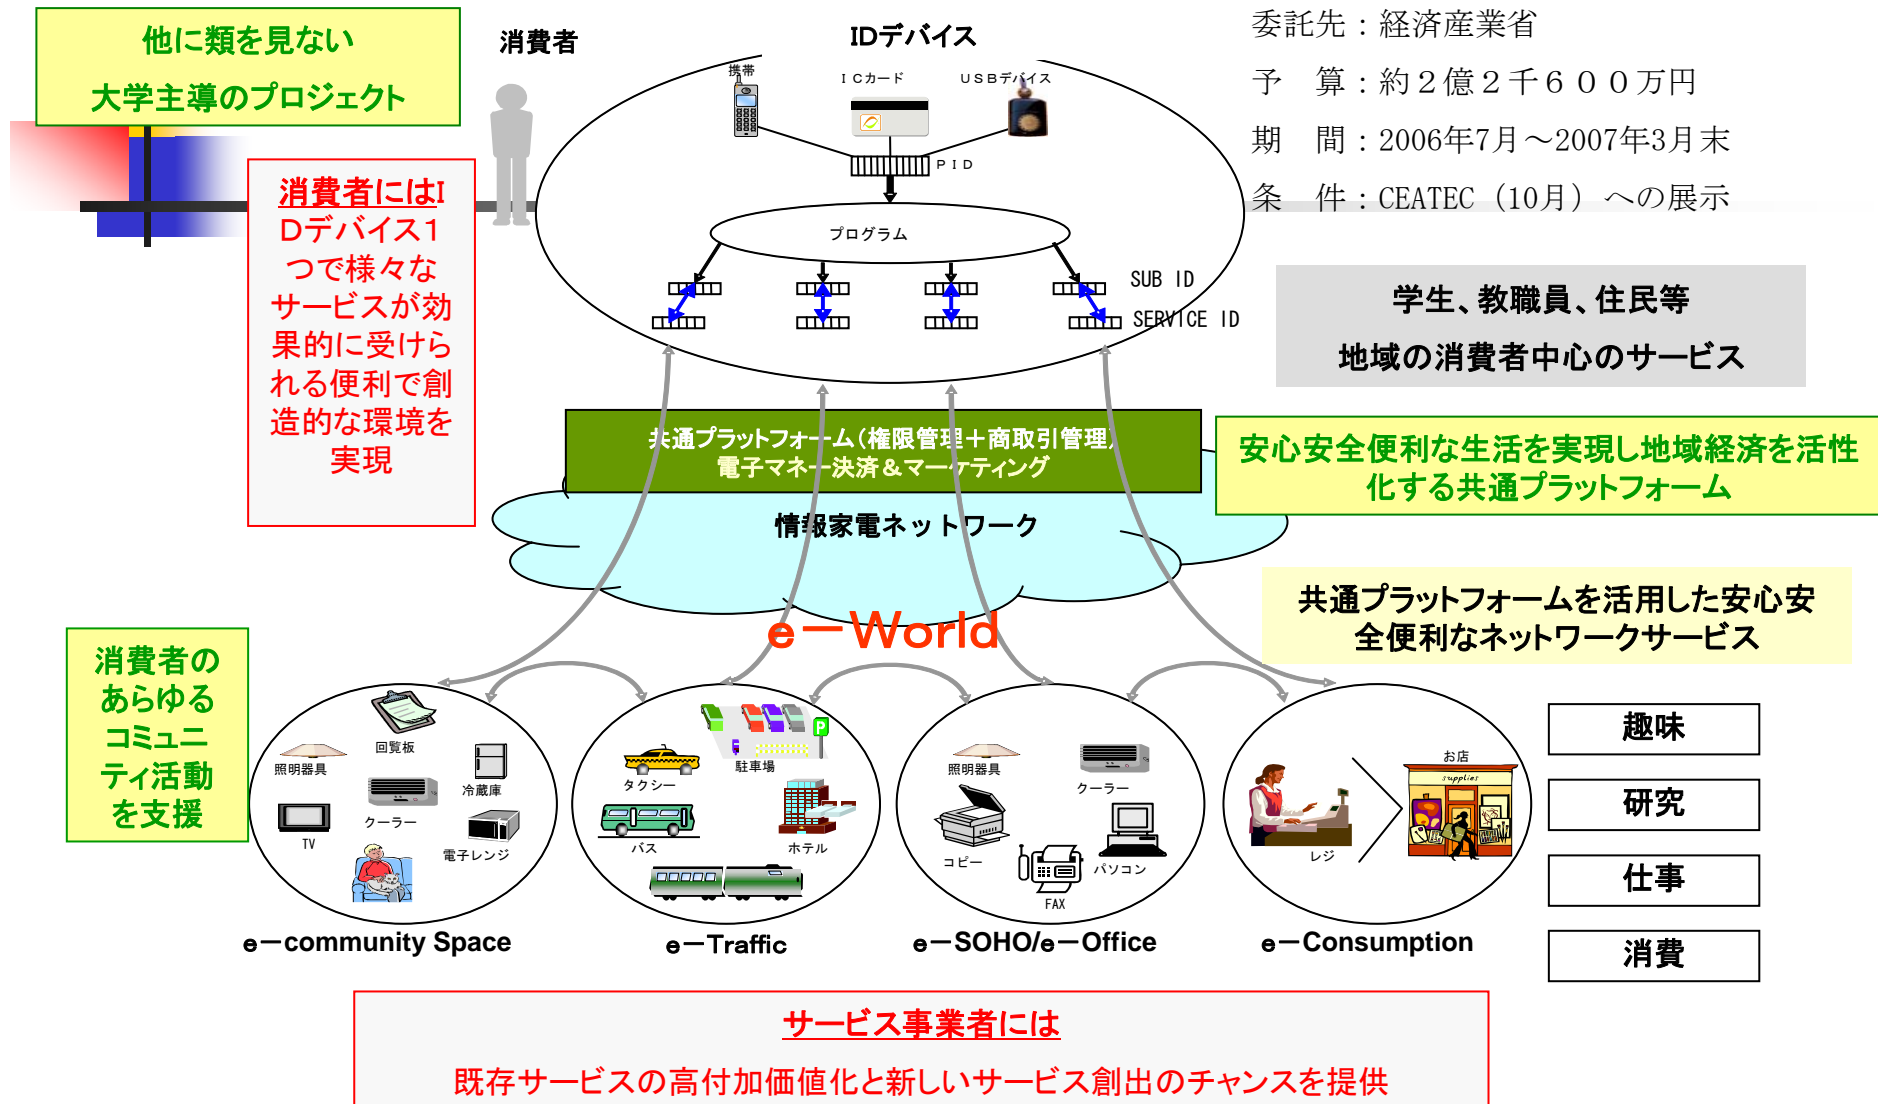 他に類を見ない
大学主導のプロジェクト
消費者
IDデバイス
携帯
ＩＣカード
ＵＳＢデバイス
ＰＩＤ
プログラム
SUB ID
SERVICE ID
委託先：経済産業省
予　算：約２億２千６００万円
期　間：2006年7月～2007年3月末
条　件：CEATEC（10月）への展示
消費者にはI
Dデバイス1
つで様々な
サービスが効
果的に受けら
れる便利で創
造的な環境を
実現
学生、教職員、住民等
地域の消費者中心のサービス
共通プラットフォーム（権限管理＋商取引管理）
電子マネー決済＆マーケティング
安心安全便利な生活を実現し地域経済を活性
化する共通プラットフォーム
情報家電ネットワーク
e－World
共通プラットフォームを活用した安心安
全便利なネットワークサービス
消費者の
あらゆる
コミュニ
ティ活動
を支援
回覧板
照明器具
冷蔵庫
クーラー
TV
電子レンジ
e－community Space
駐車場
P
タクシー
バス
ホテル
e－Traffic
照明器具
クーラー
コピー
パソコン
FAX
e－SOHO/e－Office
お店
supplies
レジ
e－Consumption
趣味
研究
仕事
消費
サービス事業者には
既存サービスの高付加価値化と新しいサービス創出のチャンスを提供